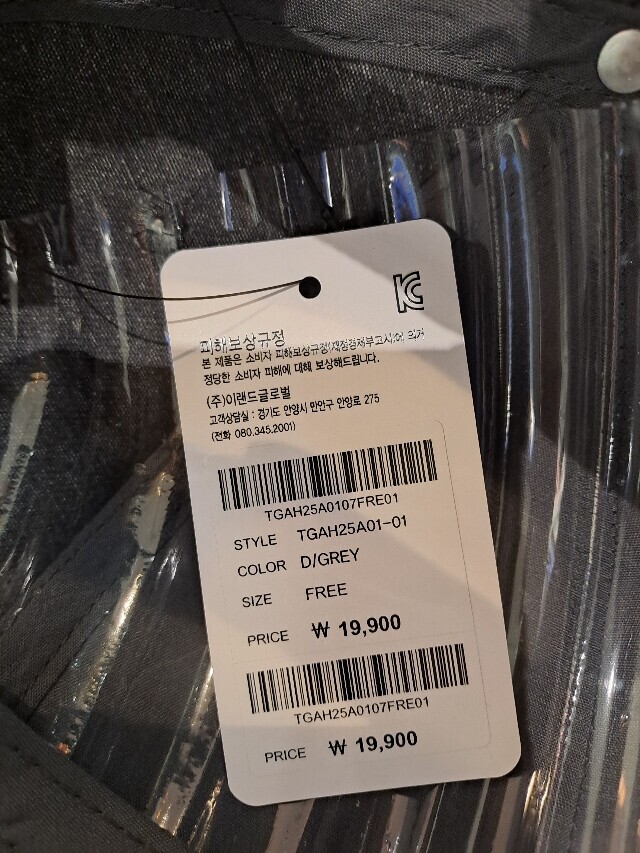 KC
피해보상규정
본 제품은 소비자 피해보상규정(재정경제부고시)에 의거
정당한 소비자 피해에 대해 보상해드립니다.
(주)이랜드글로벌
고객상담실 : 경기도 안양시 만안구 안양로 275
(전화 080.345.2001)
TGAH25A0107FRE01
STYLE TGAH25A01-01
COLOR D/GREY
SIZE FREE
PRICE ₩ 19,900
TGAH25A0107FRE01
PRICE ₩ 19,900